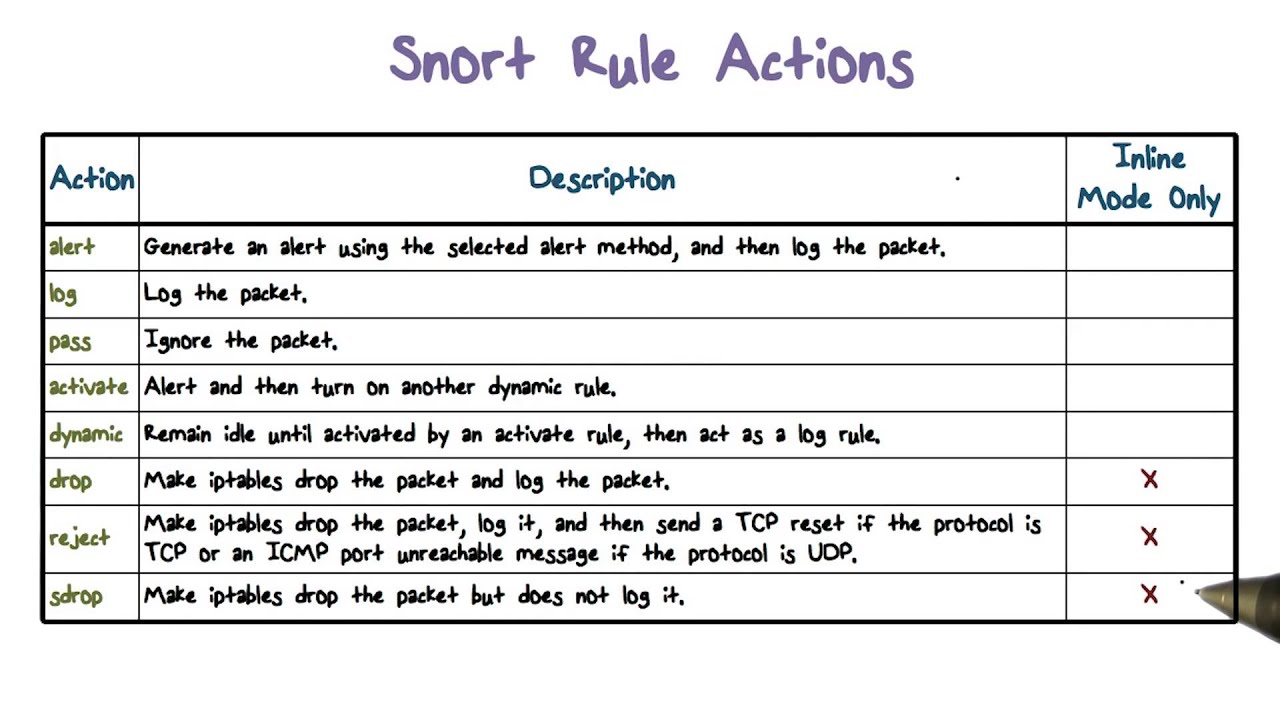 Snort Rule Actions
Action Description Inline
Mode Only
alert Generate an alert using the selected alert method, and then log the packet.
log Log the packet.
pass Ignore the packet.
activate Alert and then turn on another dynamic rule.
dynamic Remain idle until activated by an activate rule, then act as a log rule.
drop Make iptables drop the packet and log the packet. X
reject Make iptables drop the packet, log it, and then send a TCP reset if the protocol is
TCP or an ICMP port unreachable message if the protocol is UDP. X
sdrop Make iptables drop the packet but does not log it. X